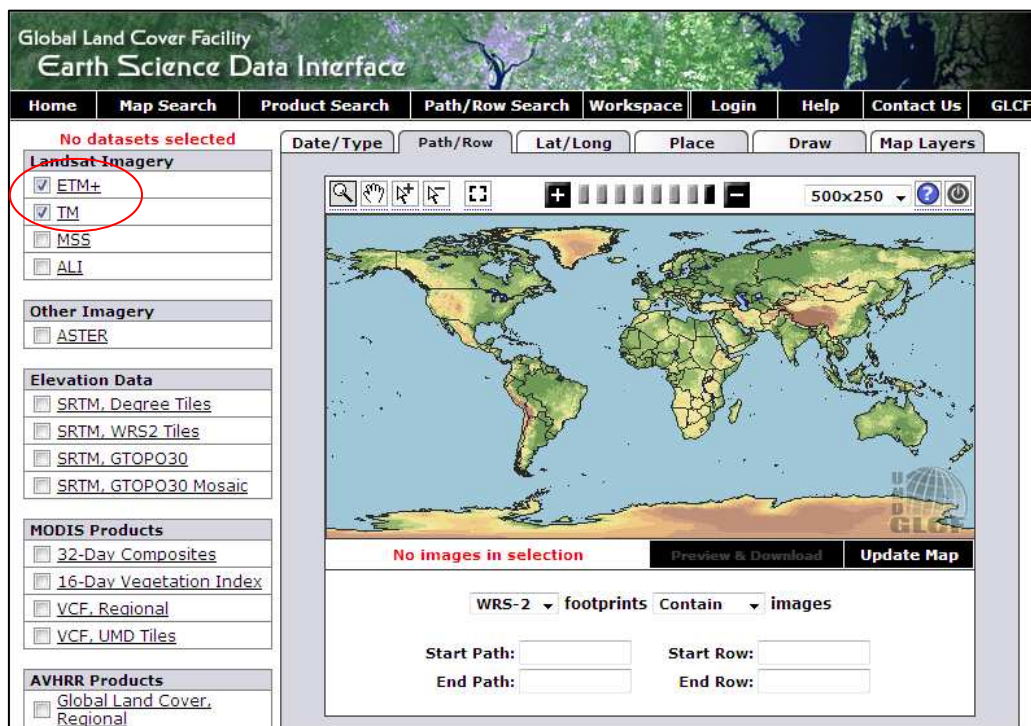 Global Land Cover Facility
Earth Science Data Interface
Home Map Search Product Search Path/Row Search Workspace Login Help Contact Us GLCF
No datasets selected
Landsat Imagery
ETM+
TM
MSS
ALI
Other Imagery
ASTER
Elevation Data
SRTM, Degree Tiles
SRTM, WRS2 Tiles
SRTM, GTOPO30
SRTM, GTOPO30 Mosaic
MODIS Products
32-Day Composites
16-Day Vegetation Index
VCF, Regional
VCF, UMD Tiles
AVHRR Products
Global Land Cover,
Regional
Date/Type Path/Row Lat/Long Place Draw Map Layers
500x250
UMD
GLCF
No images in selection Preview & Download Update Map
WRS-2 footprints Contain images
Start Path: Start Row:
End Path: End Row: